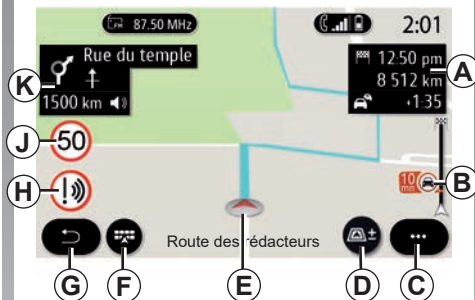 87.50 MHz
2:01
Rue du temple
1500 km
12:50 pm
8 512 km
+1:35
A
K
J
50
H
10
mn
B
Route des rédacteurs
G
F
E
D
C